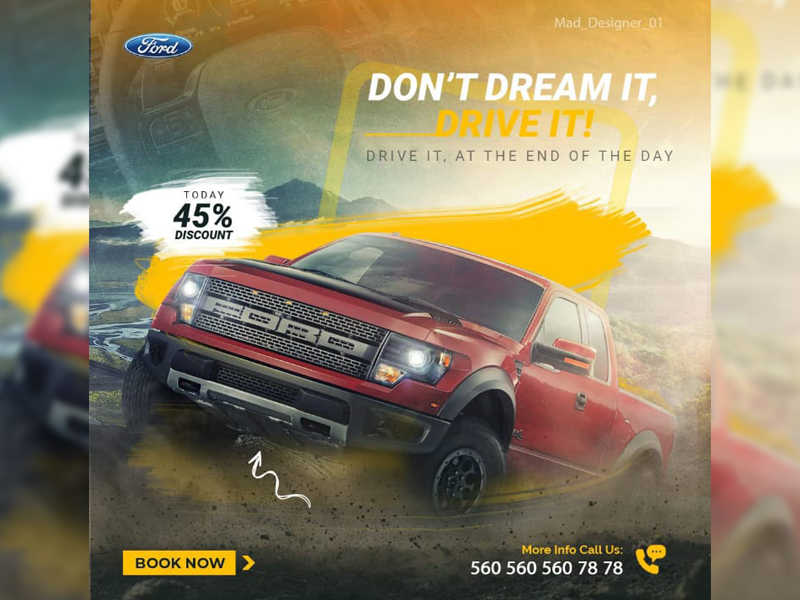 Mad_Designer_01
Ford
DON'T DREAM IT,
DRIVE IT!
DRIVE IT, AT THE END OF THE DAY
TODAY
45%
DISCOUNT
FORD
BOOK NOW
More Info Call Us:
560 560 560 78 78